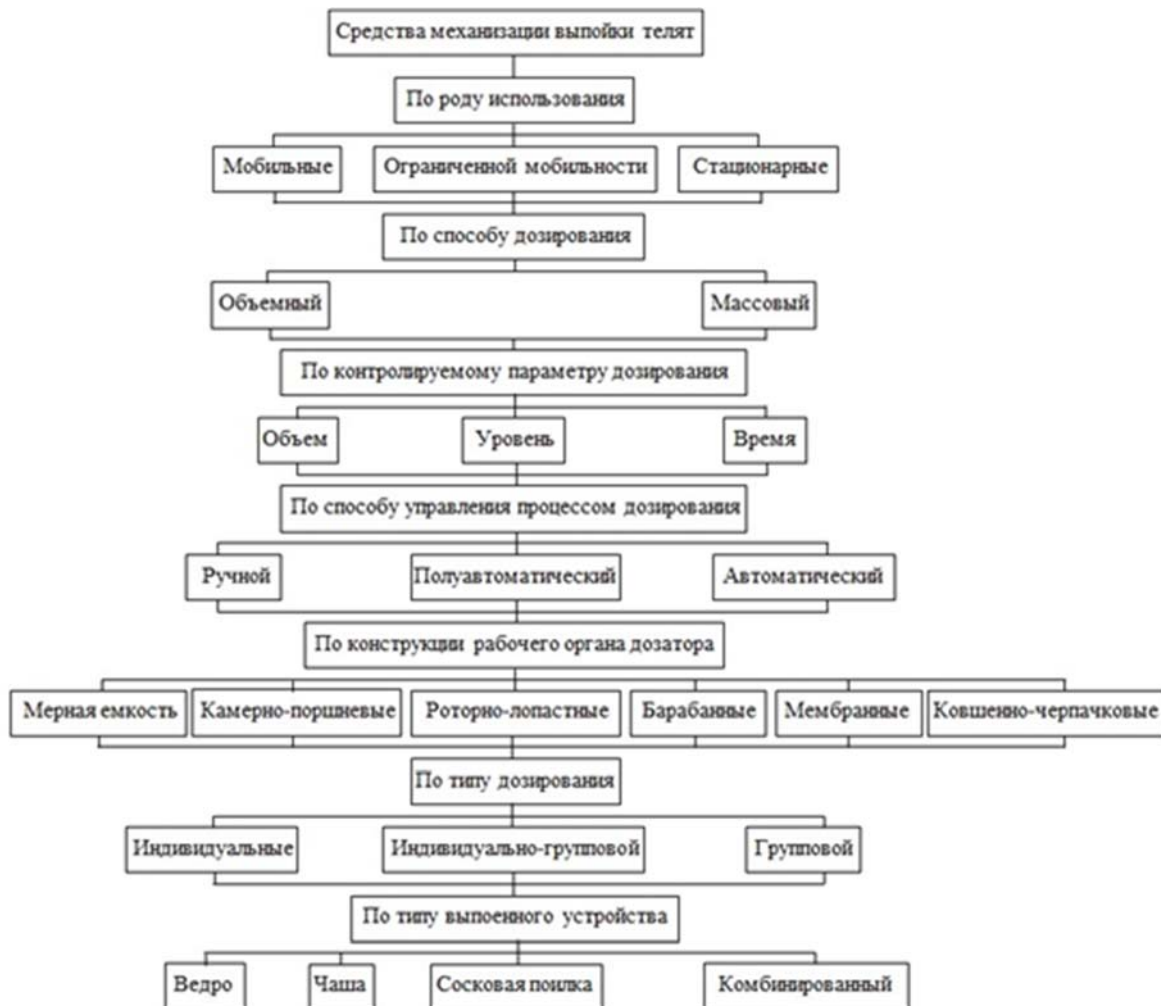 Средства механизации выпойки телят
По роду использования
Мобильные
Ограниченной мобильности
Стационарные
По способу дозирования
Объемный
Массовый
По контролируемому параметру дозирования
Объем
Уровень
Время
По способу управления процессом дозирования
Ручной
Полуавтоматический
Автоматический
По конструкции рабочего органа дозатора
Мерная емкость
Камерно-поршневые
Роторно-лопастные
Барабанные
Мембранные
Ковшенно-черпачковые
По типу дозирования
Индивидуальные
Индивидуально-групповой
Групповой
По типу выпоенного устройства
Ведро
Чаша
Сосковая поилка
Комбинированный